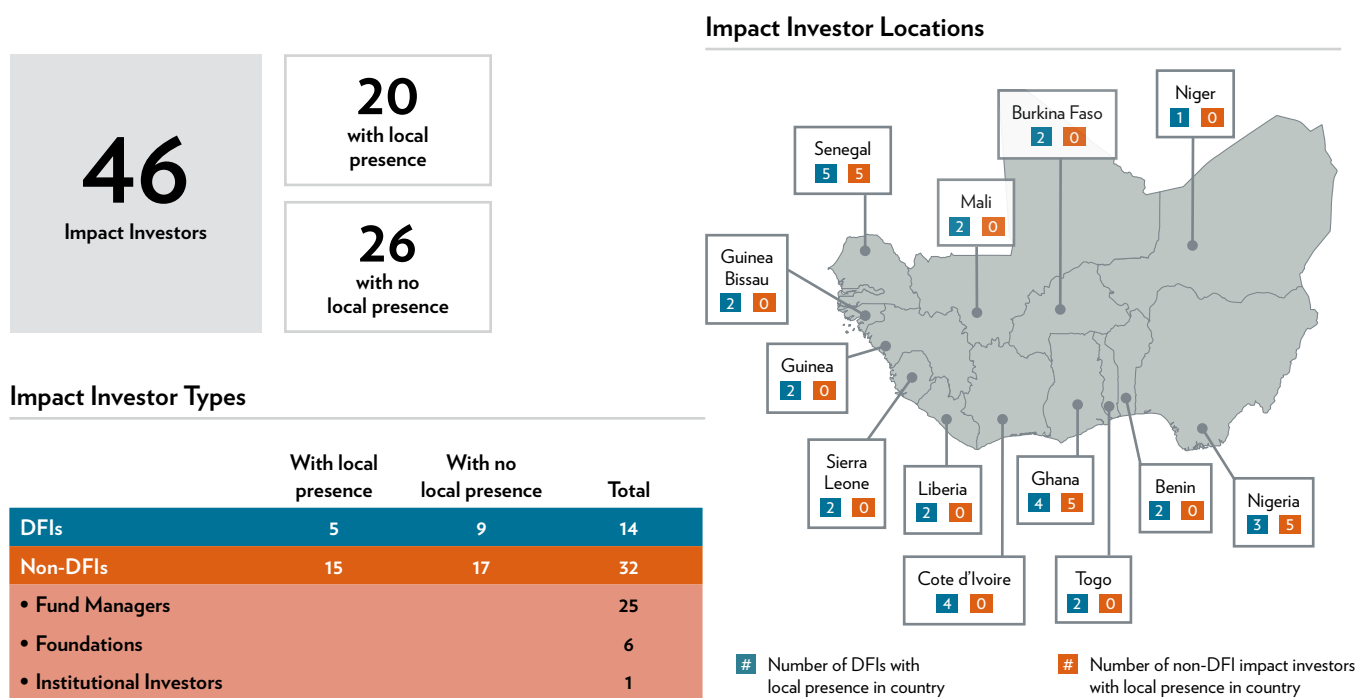 46
Impact Investors
20
with local
presence
26
with no
local presence
Impact Investor Types
With local
presence
With no
local presence
Total
DFIs 5 9 14
Non-DFIs 15 17 32
• Fund Managers 25
• Foundations 6
• Institutional Investors 1
Impact Investor Locations
Niger
1 0
Burkina Faso
2 0
Senegal
5 5
Mali
2 0
Guinea
Bissau
2 0
Guinea
2 0
Sierra
Leone
2 0
Liberia
2 0
Ghana
4 5
Benin
2 0
Nigeria
3 5
Cote d'Ivoire
4 0
Togo
2 0
# Number of DFIs with
local presence in country
# Number of non-DFI impact investors
with local presence in country